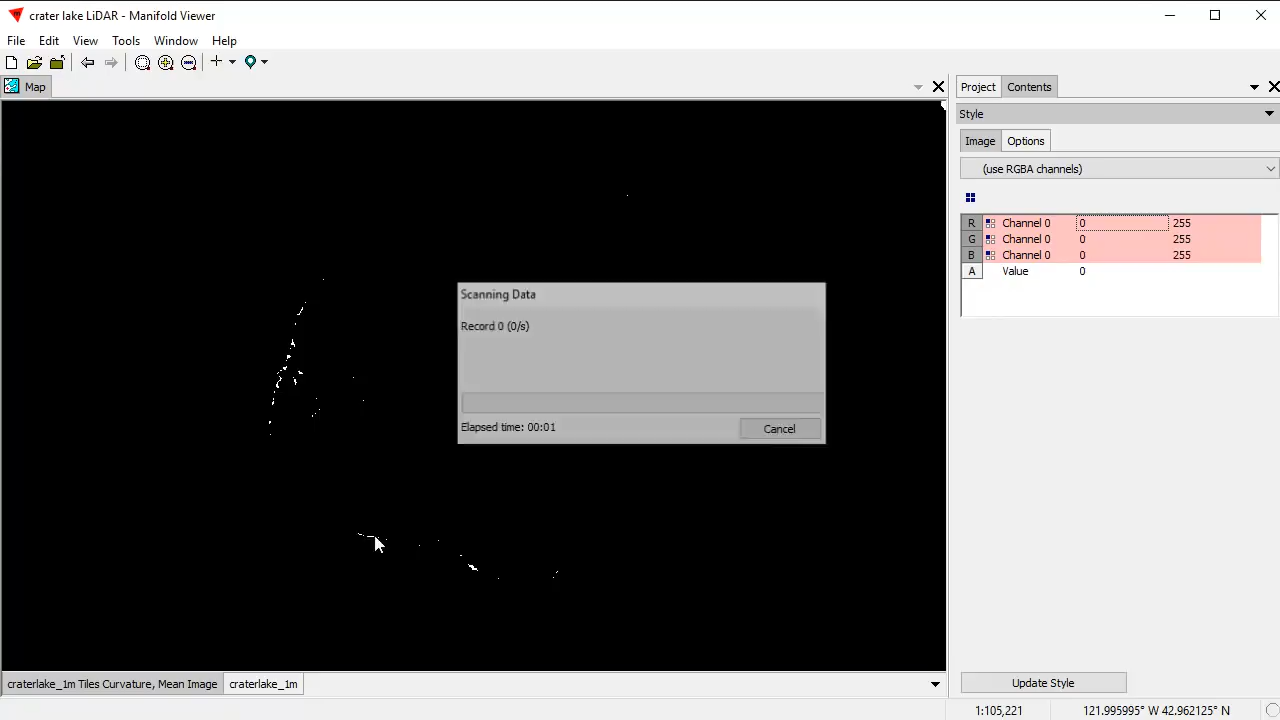 crater lake LiDAR - Manifold Viewer
File Edit View Tools Window Help
Map
Project Contents
Style
Image Options
(use RGBA channels)
R Channel 0 0 255
G Channel 0 0 255
B Channel 0 0 255
A Value 0
Scanning Data
Record 0 (0/s)
Elapsed time: 00:01 Cancel
craterlake_1m Tiles Curvature, Mean Image craterlake_1m
Update Style
1:105,221 121.995995° W 42.962125° N